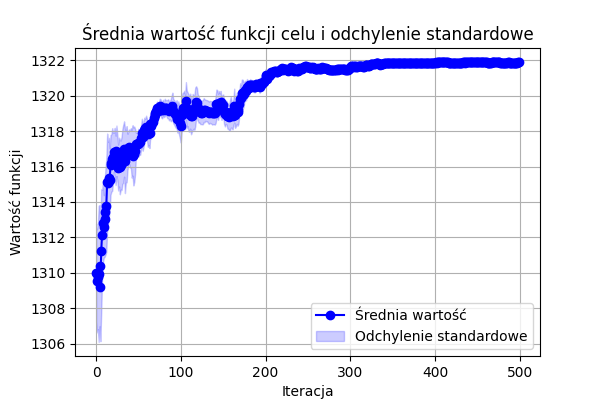 Średnia wartość funkcji celu i odchylenie standardowe
1322
1320
1318
1316
1314
1312
1310
1308
1306
Wartość funkcji
Średnia wartość
Odchylenie standardowe
0 100 200 300 400 500
Iteracja